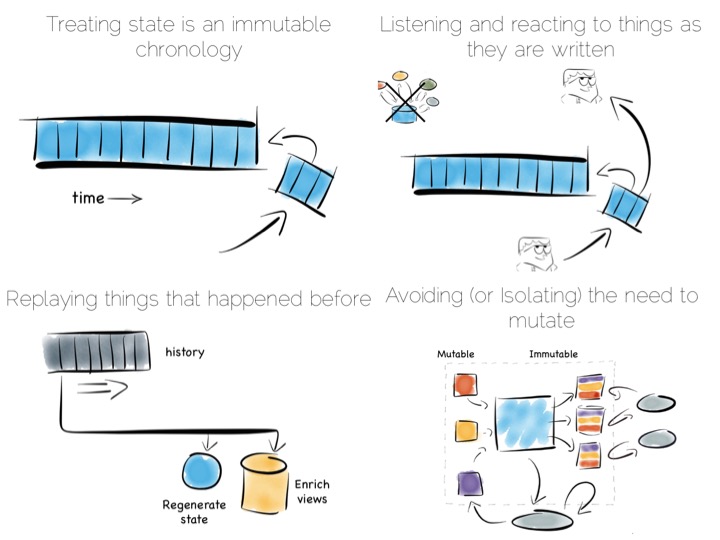 Treating state is an immutable
chronology
time
Listening and reacting to things as
they are written
Replaying things that happened before
history
Regenerate
state
Enrich
views
Avoiding (or Isolating) the need to
mutate
Mutable
Immutable